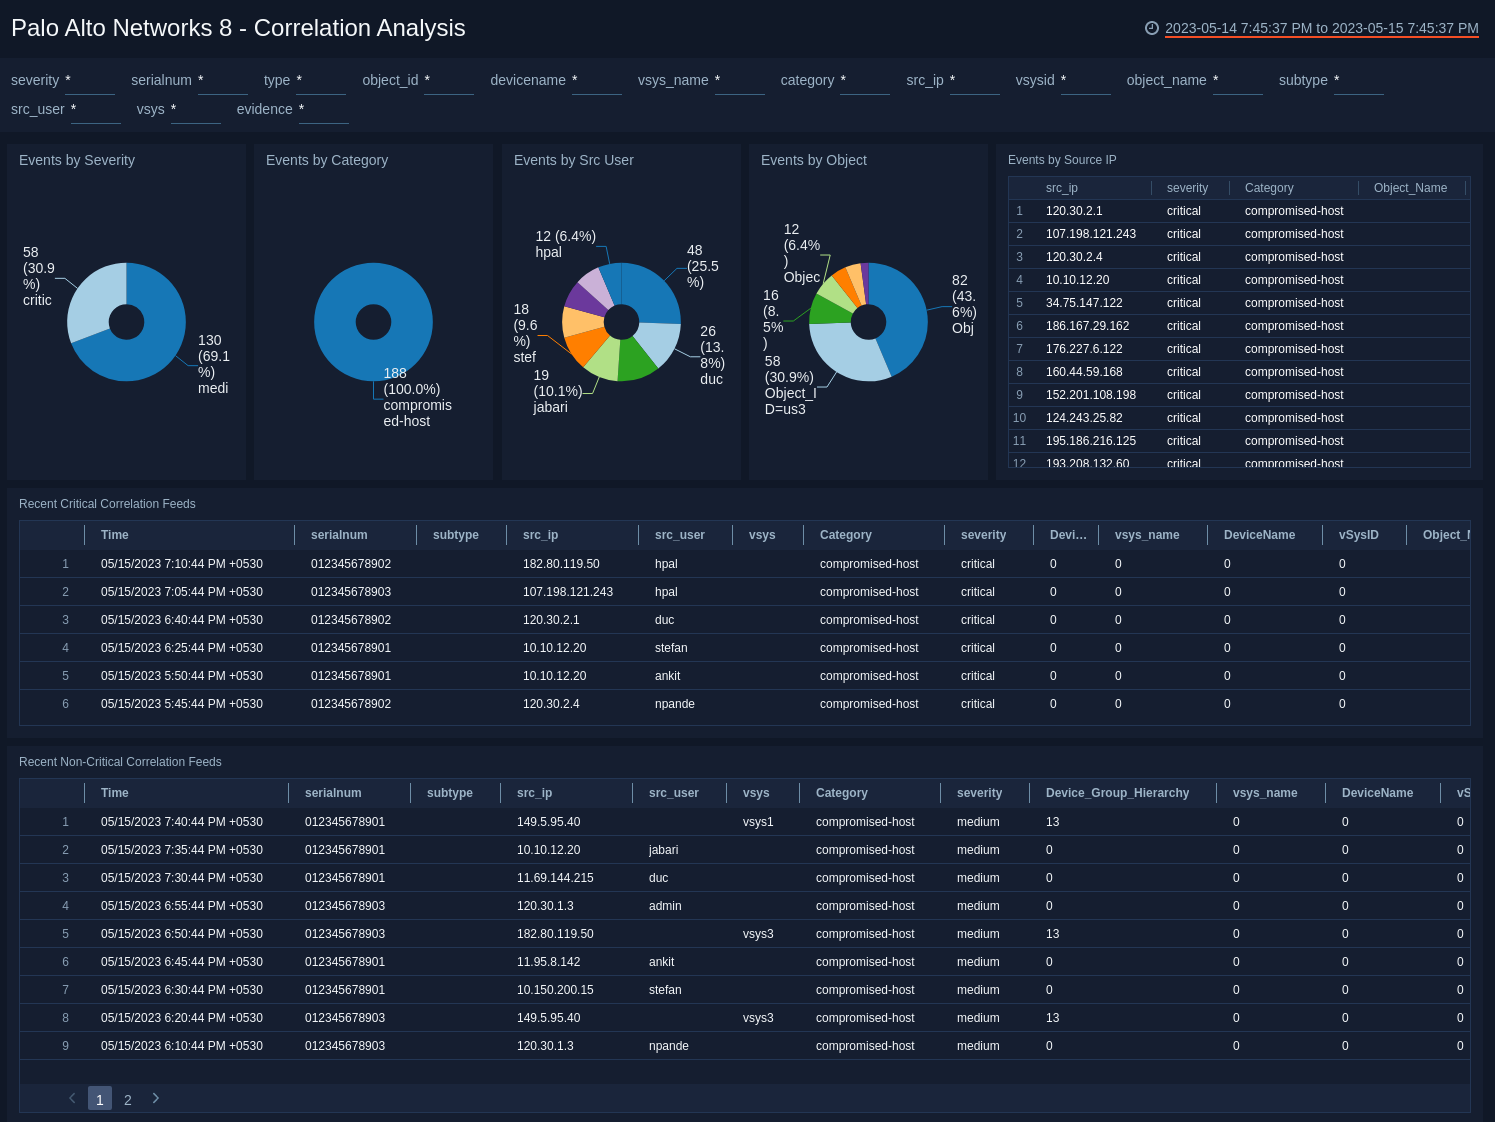 Palo Alto Networks 8 - Correlation Analysis
2023-05-14 7:45:37 PM to 2023-05-15 7:45:37 PM
severity * serialnum * type * object_id * devicename * vsys_name * category * src_ip * vsysid * object_name * subtype *
src_user * vsys * evidence *
Events by Severity
58
(30.9
%)
critic
130
(69.1
%)
medi
Events by Category
188
(100.0%)
compromis
ed-host
Events by Src User
12 (6.4%)
hpal
48
(25.5
%)
18
(9.6
%)
stef
26
(13.
8%)
duc
19
(10.1%)
jabari
Events by Object
12
(6.4%
)
Objec
82
(43.
6%)
Obj
16
(8.
5%
)
58
(30.9%)
Object_I
D=us3
Events by Source IP
src_ip severity Category Object_Name
1 120.30.2.1 critical compromised-host
2 107.198.121.243 critical compromised-host
3 120.30.2.4 critical compromised-host
4 10.10.12.20 critical compromised-host
5 34.75.147.122 critical compromised-host
6 186.167.29.162 critical compromised-host
7 176.227.6.122 critical compromised-host
8 160.44.59.168 critical compromised-host
9 152.201.108.198 critical compromised-host
10 124.243.25.82 critical compromised-host
11 195.186.216.125 critical compromised-host
12 193.208.132.60 critical compromised-host
Recent Critical Correlation Feeds
Time serialnum subtype src_ip src_user vsys Category severity Devi... vsys_name DeviceName vSysID Object_N
1 05/15/2023 7:10:44 PM +0530 012345678902 182.80.119.50 hpal compromised-host critical 0 0 0 0
2 05/15/2023 7:05:44 PM +0530 012345678903 107.198.121.243 hpal compromised-host critical 0 0 0 0
3 05/15/2023 6:40:44 PM +0530 012345678902 120.30.2.1 duc compromised-host critical 0 0 0 0
4 05/15/2023 6:25:44 PM +0530 012345678901 10.10.12.20 stefan compromised-host critical 0 0 0 0
5 05/15/2023 5:50:44 PM +0530 012345678901 10.10.12.20 ankit compromised-host critical 0 0 0 0
6 05/15/2023 5:45:44 PM +0530 012345678902 120.30.2.4 npande compromised-host critical 0 0 0 0
Recent Non-Critical Correlation Feeds
Time serialnum subtype src_ip src_user vsys Category severity Device_Group_Hierarchy vsys_name DeviceName vS
1 05/15/2023 7:40:44 PM +0530 012345678901 149.5.95.40 vsys1 compromised-host medium 13 0 0 0
2 05/15/2023 7:35:44 PM +0530 012345678901 10.10.12.20 jabari compromised-host medium 0 0 0 0
3 05/15/2023 7:30:44 PM +0530 012345678901 11.69.144.215 duc compromised-host medium 0 0 0 0
4 05/15/2023 6:55:44 PM +0530 012345678903 120.30.1.3 admin compromised-host medium 0 0 0 0
5 05/15/2023 6:50:44 PM +0530 012345678903 182.80.119.50 vsys3 compromised-host medium 13 0 0 0
6 05/15/2023 6:45:44 PM +0530 012345678901 11.95.8.142 ankit compromised-host medium 0 0 0 0
7 05/15/2023 6:30:44 PM +0530 012345678901 10.150.200.15 stefan compromised-host medium 0 0 0 0
8 05/15/2023 6:20:44 PM +0530 012345678903 149.5.95.40 vsys3 compromised-host medium 13 0 0 0
9 05/15/2023 6:10:44 PM +0530 012345678903 120.30.1.3 npande compromised-host medium 0 0 0 0
1 2